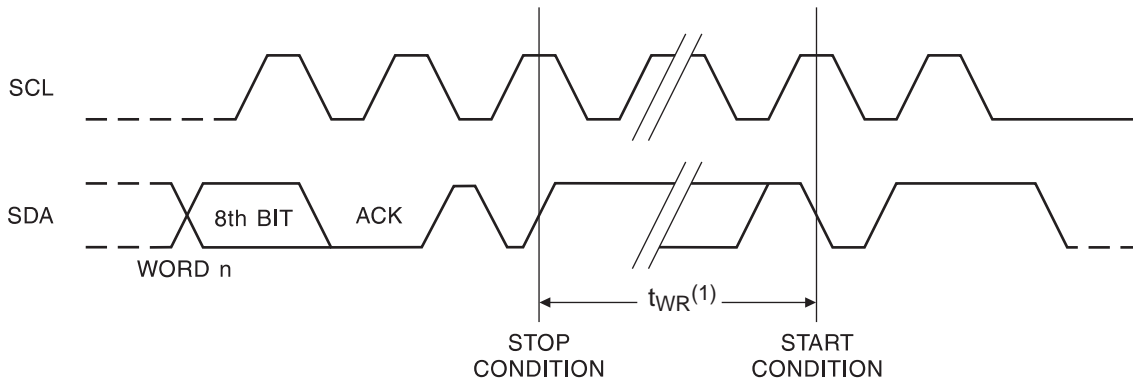 SCL
SDA
8th BIT
ACK
WORD n
tWR(1)
STOP
CONDITION
START
CONDITION